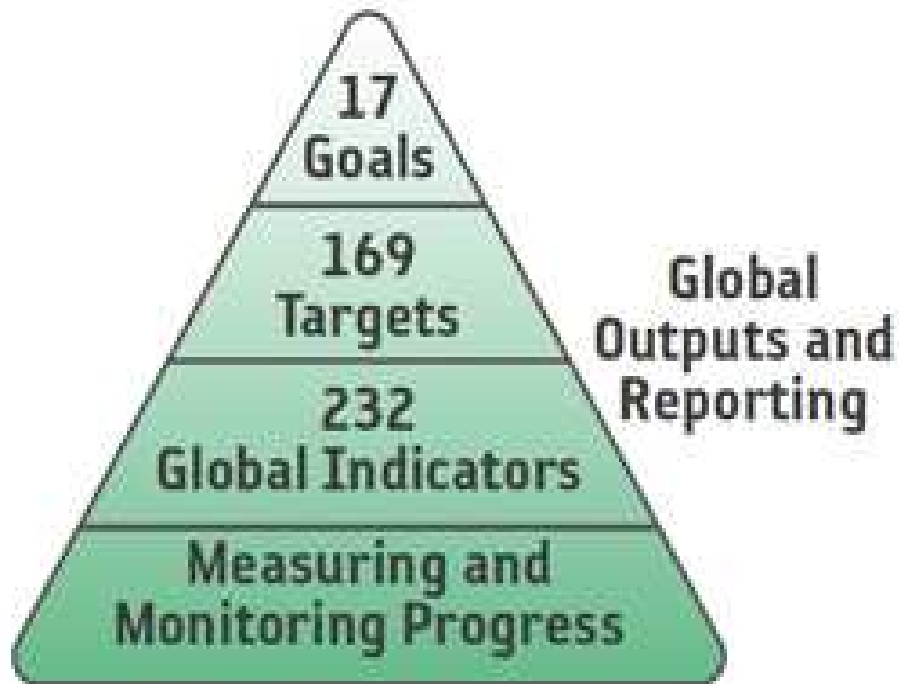 17
Goals
169
Targets
232
Global Indicators
Measuring and
Monitoring Progress
Global
Outputs and
Reporting